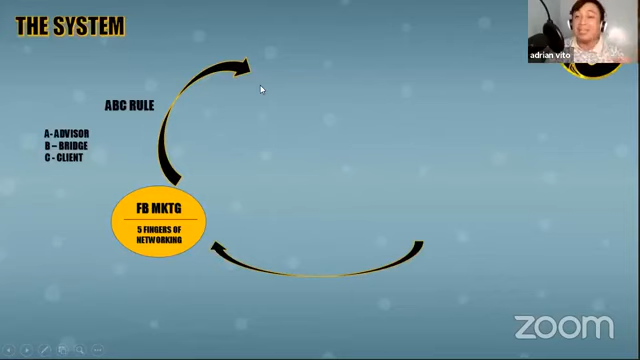 THE SYSTEM
adrian vito
ABC RULE
A- ADVISOR
B – BRIDGE
C - CLIENT
FB MKTG
5 FINGERS OF
NETWORKING
zoom